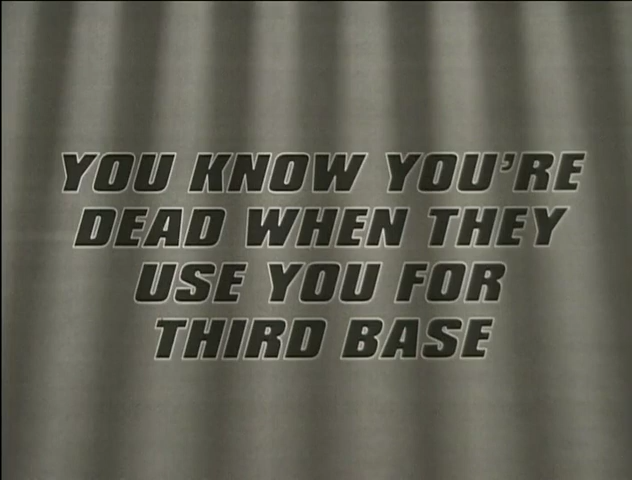 YOU KNOW YOU'RE
DEAD WHEN THEY
USE YOU FOR
THIRD BASE